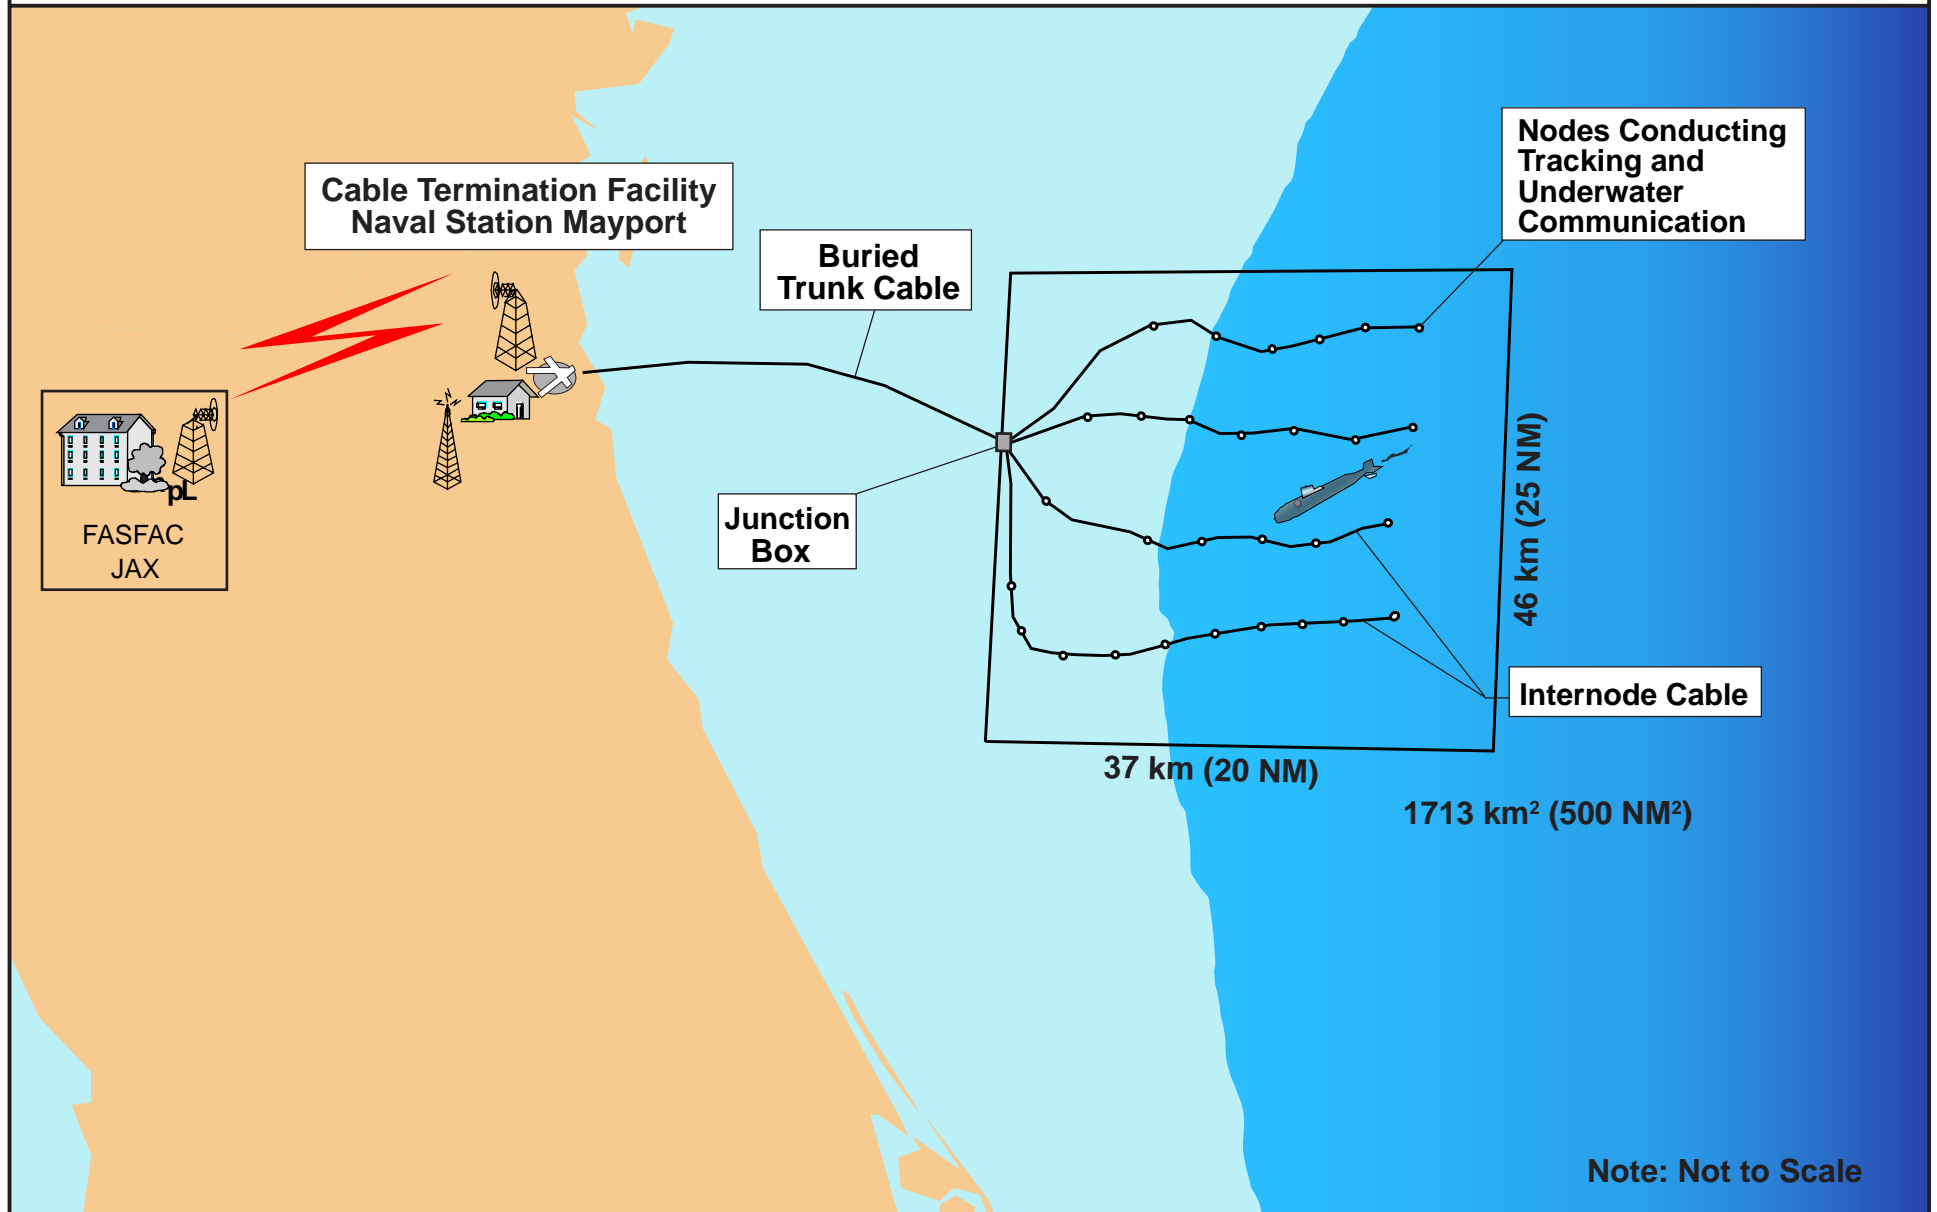 Nodes Conducting
Tracking and
Underwater
Communication
Cable Termination Facility
Naval Station Mayport
Buried
Trunk Cable
pL
FASFAC
JAX
Junction
Box
46 km (25 NM)
Internode Cable
37 km (20 NM)
1713 km² (500 NM²)
Note: Not to Scale